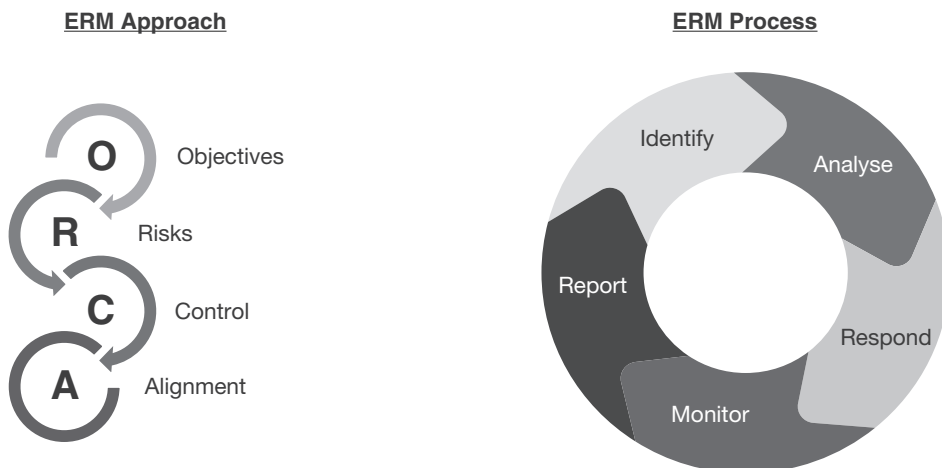 ERM Approach
O
Objectives
R
Risks
C
Control
A
Alignment
ERM Process
Identify
Analyse
Respond
Monitor
Report